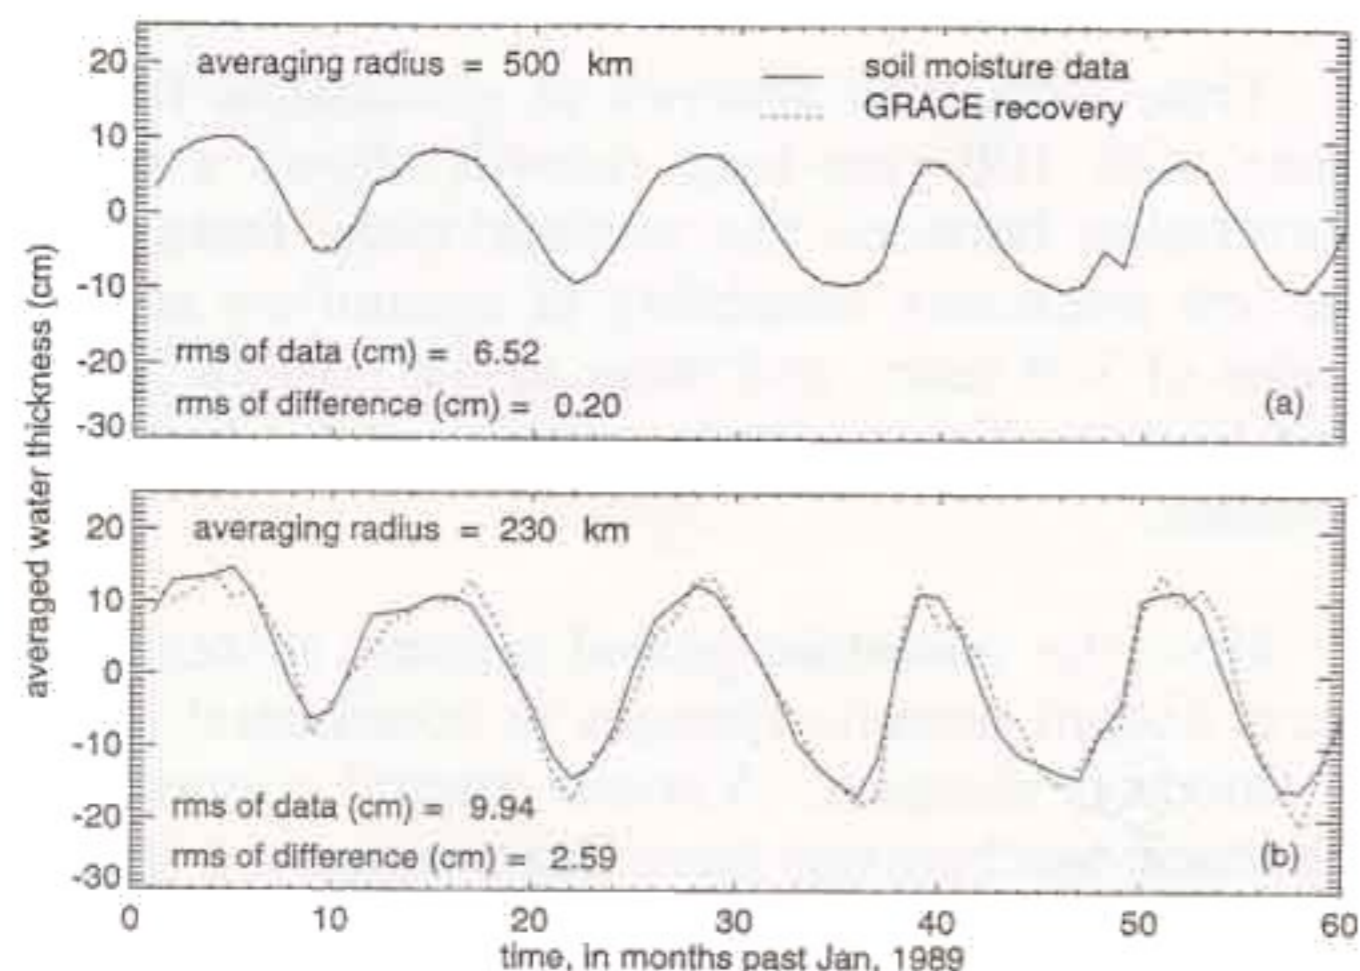 averaging radius = 500 km
soil moisture data
GRACE recovery
20
10
0
-10
-20
-30
rms of data (cm) = 6.52
rms of difference (cm) = 0.20
(a)
averaged water thickness (cm)
averaging radius = 230 km
20
10
0
-10
-20
-30
rms of data (cm) = 9.94
rms of difference (cm) = 2.59
(b)
0 10 20 30 40 50 60
time, in months past Jan, 1989